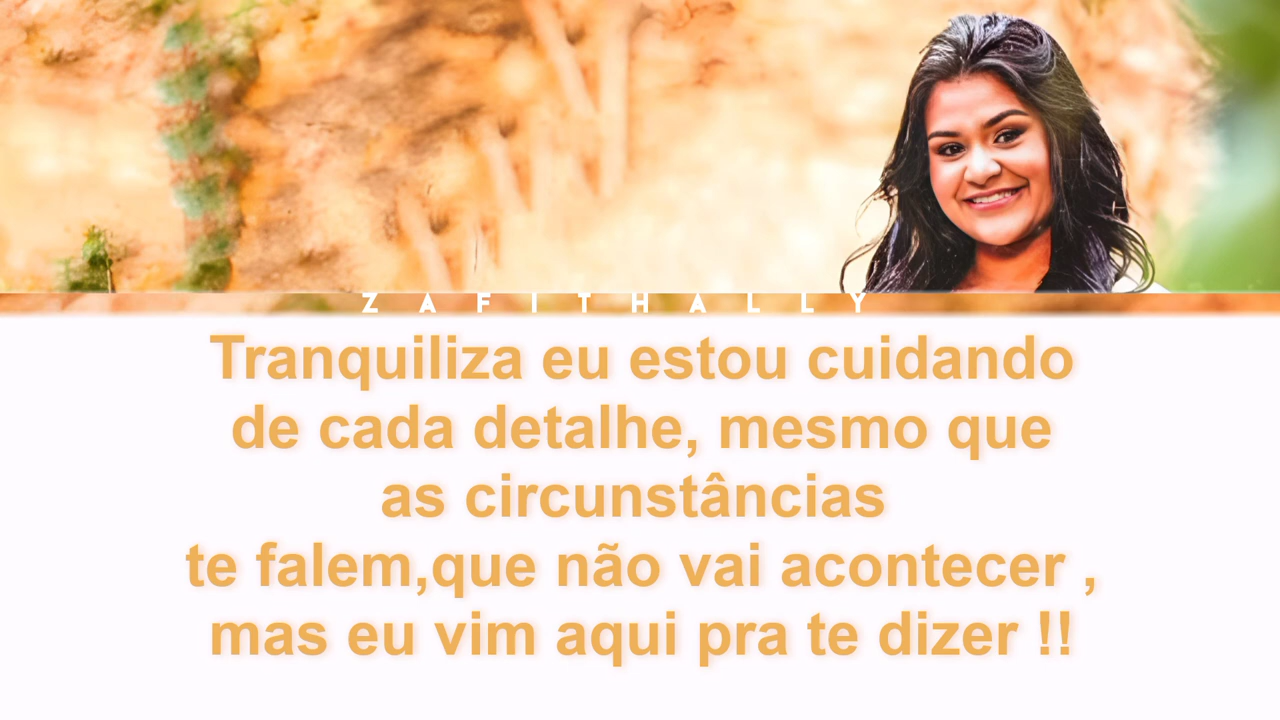 ZAFITHALLY
Tranquiliza eu estou cuidando
de cada detalhe, mesmo que
as circunstâncias
te falem,que não vai acontecer ,
mas eu vim aqui pra te dizer !!